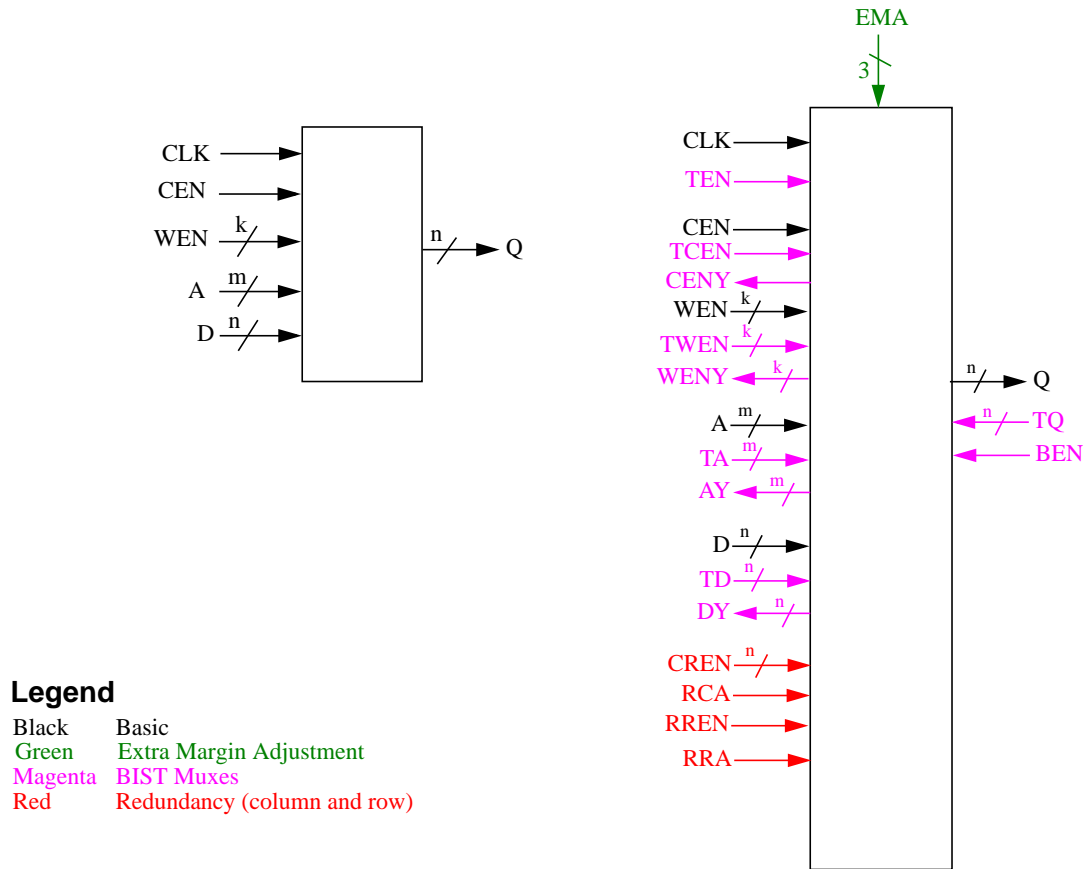 EMA
3
CLK
CEN
WEN k
A m
D n
n Q
CLK
TEN
CEN
TCEN
CENY
WEN k
TWEN k
WENY k
A m
TA m
AY m
D n
TD n
DY n
CREN n
RCA
RREN
RRA
n Q
n TQ
BEN
Legend
Black Basic
Green Extra Margin Adjustment
Magenta BIST Muxes
Red Redundancy (column and row)